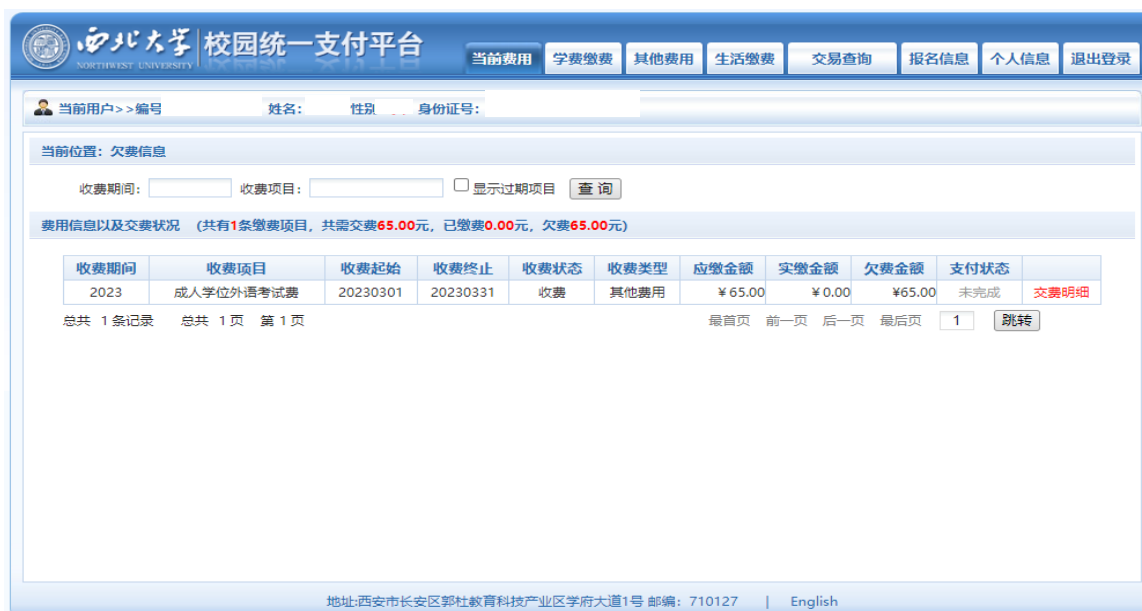 西北大学 校园统一支付平台
NORTHWEST UNIVERSITY
当前费用 学费缴费 其他费用 生活缴费 交易查询 报名信息 个人信息 退出登录
当前用户>>编号 姓名: 性别 身份证号:
当前位置: 欠费信息
收费期间: 收费项目: 显示过期项目 查 询
费用信息以及交费状况 (共有1条缴费项目, 共需交费65.00元, 已缴费0.00元, 欠费65.00元)
收费期间 收费项目 收费起始 收费终止 收费状态 收费类型 应缴金额 实缴金额 欠费金额 支付状态
2023 成人学位外语考试费 20230301 20230331 收费 其他费用 ¥65.00 ¥0.00 ¥65.00 未完成 交费明细
总共 1 条记录 总共 1 页 第 1 页 最首页 前一页 后一页 最后页 1 跳转
地址:西安市长安区郭杜教育科技产业区学府大道1号 邮编: 710127 | English